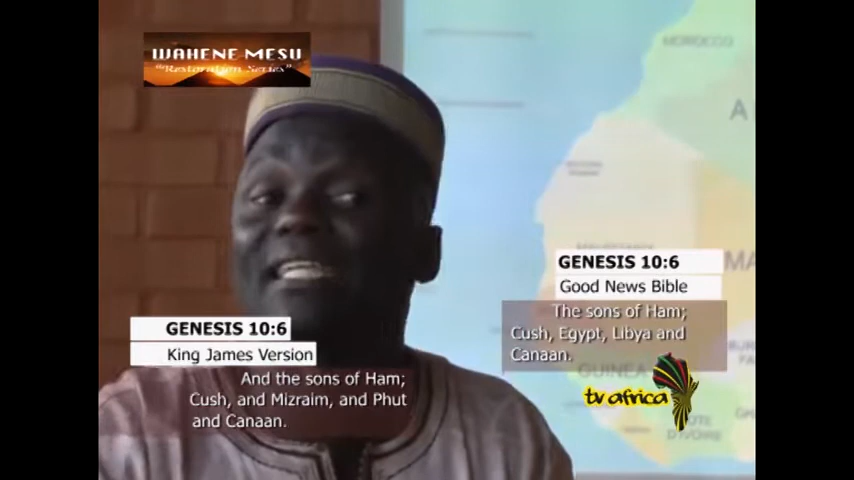 WAHENE MESU
"Restoration Series"
MOROCCO
GENESIS 10:6
Good News Bible
The sons of Ham;
Cush, Egypt, Libya and
Canaan.
GUINEA
tv africa
GENESIS 10:6
King James Version
And the sons of Ham;
Cush, and Mizraim, and Phut
and Canaan.
D'IVOIRE